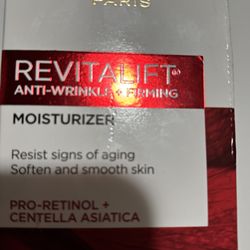 PARIS
REVITALIFT®
ANTI-WRINKLE + FIRMING
MOISTURIZER
Resist signs of aging
Soften and smooth skin
PRO-RETINOL +
CENTELLA ASIATICA